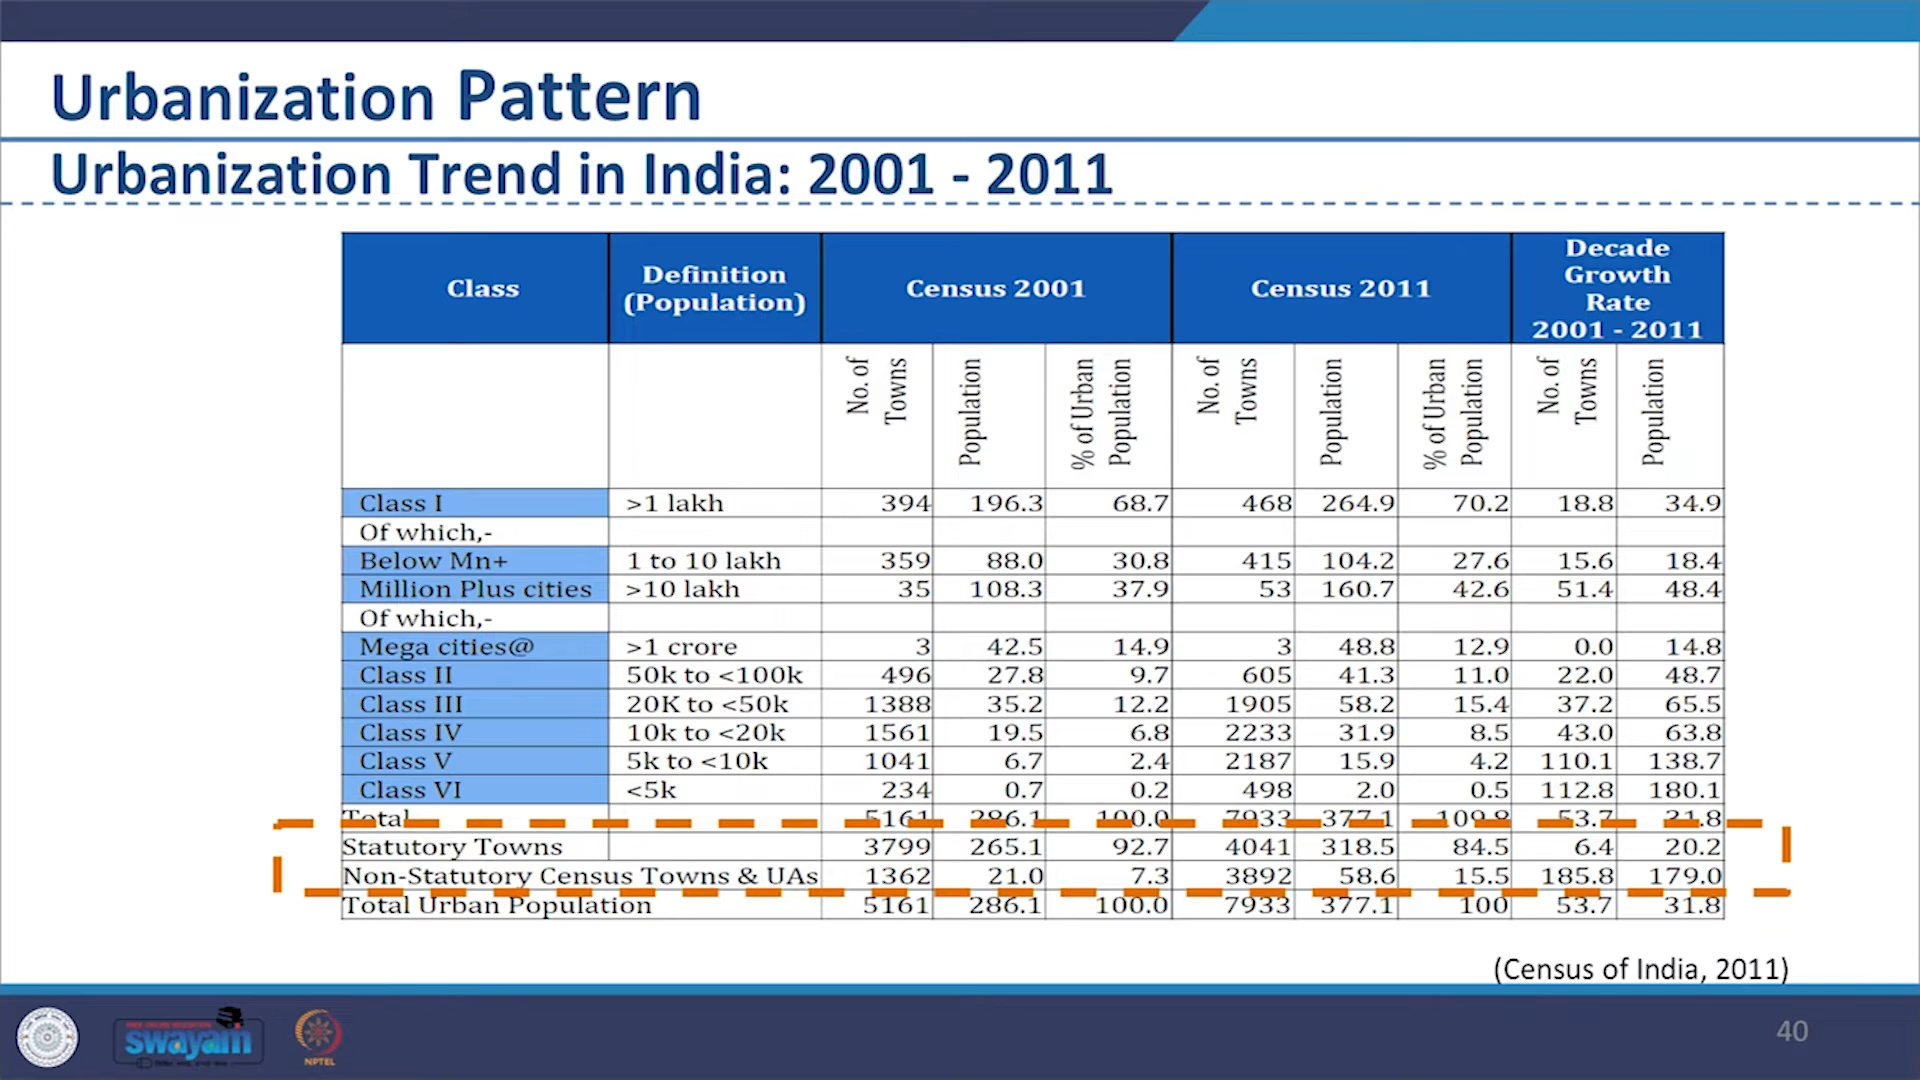 Urbanization Pattern
Urbanization Trend in India: 2001 - 2011
Class Definition (Population) Census 2001 Census 2011 Decade Growth Rate 2001 - 2011
No. of Towns Population % of Urban Population No. of Towns Population % of Urban Population No. of Towns Population
Class I >1 lakh 394 196.3 68.7 468 264.9 70.2 18.8 34.9
Of which,-
Below Mn+ 1 to 10 lakh 359 88.0 30.8 415 104.2 27.6 15.6 18.4
Million Plus cities >10 lakh 35 108.3 37.9 53 160.7 42.6 51.4 48.4
Of which,-
Mega cities@ >1 crore 3 42.5 14.9 3 48.8 12.9 0.0 14.8
Class II 50k to <100k 496 27.8 9.7 605 41.3 11.0 22.0 48.7
Class III 20K to <50k 1388 35.2 12.2 1905 58.2 15.4 37.2 65.5
Class IV 10k to <20k 1561 19.5 6.8 2233 31.9 8.5 43.0 63.8
Class V 5k to <10k 1041 6.7 2.4 2187 15.9 4.2 110.1 138.7
Class VI <5k 234 0.7 0.2 498 2.0 0.5 112.8 180.1
Total 5161 286.1 100.0 7933 377.1 109.8 53.7 31.8
Statutory Towns 3799 265.1 92.7 4041 318.5 84.5 6.4 20.2
Non-Statutory Census Towns & UAs 1362 21.0 7.3 3892 58.6 15.5 185.8 179.0
Total Urban Population 5161 286.1 100.0 7933 377.1 100 53.7 31.8
(Census of India, 2011)
swayam
NPTEL
40